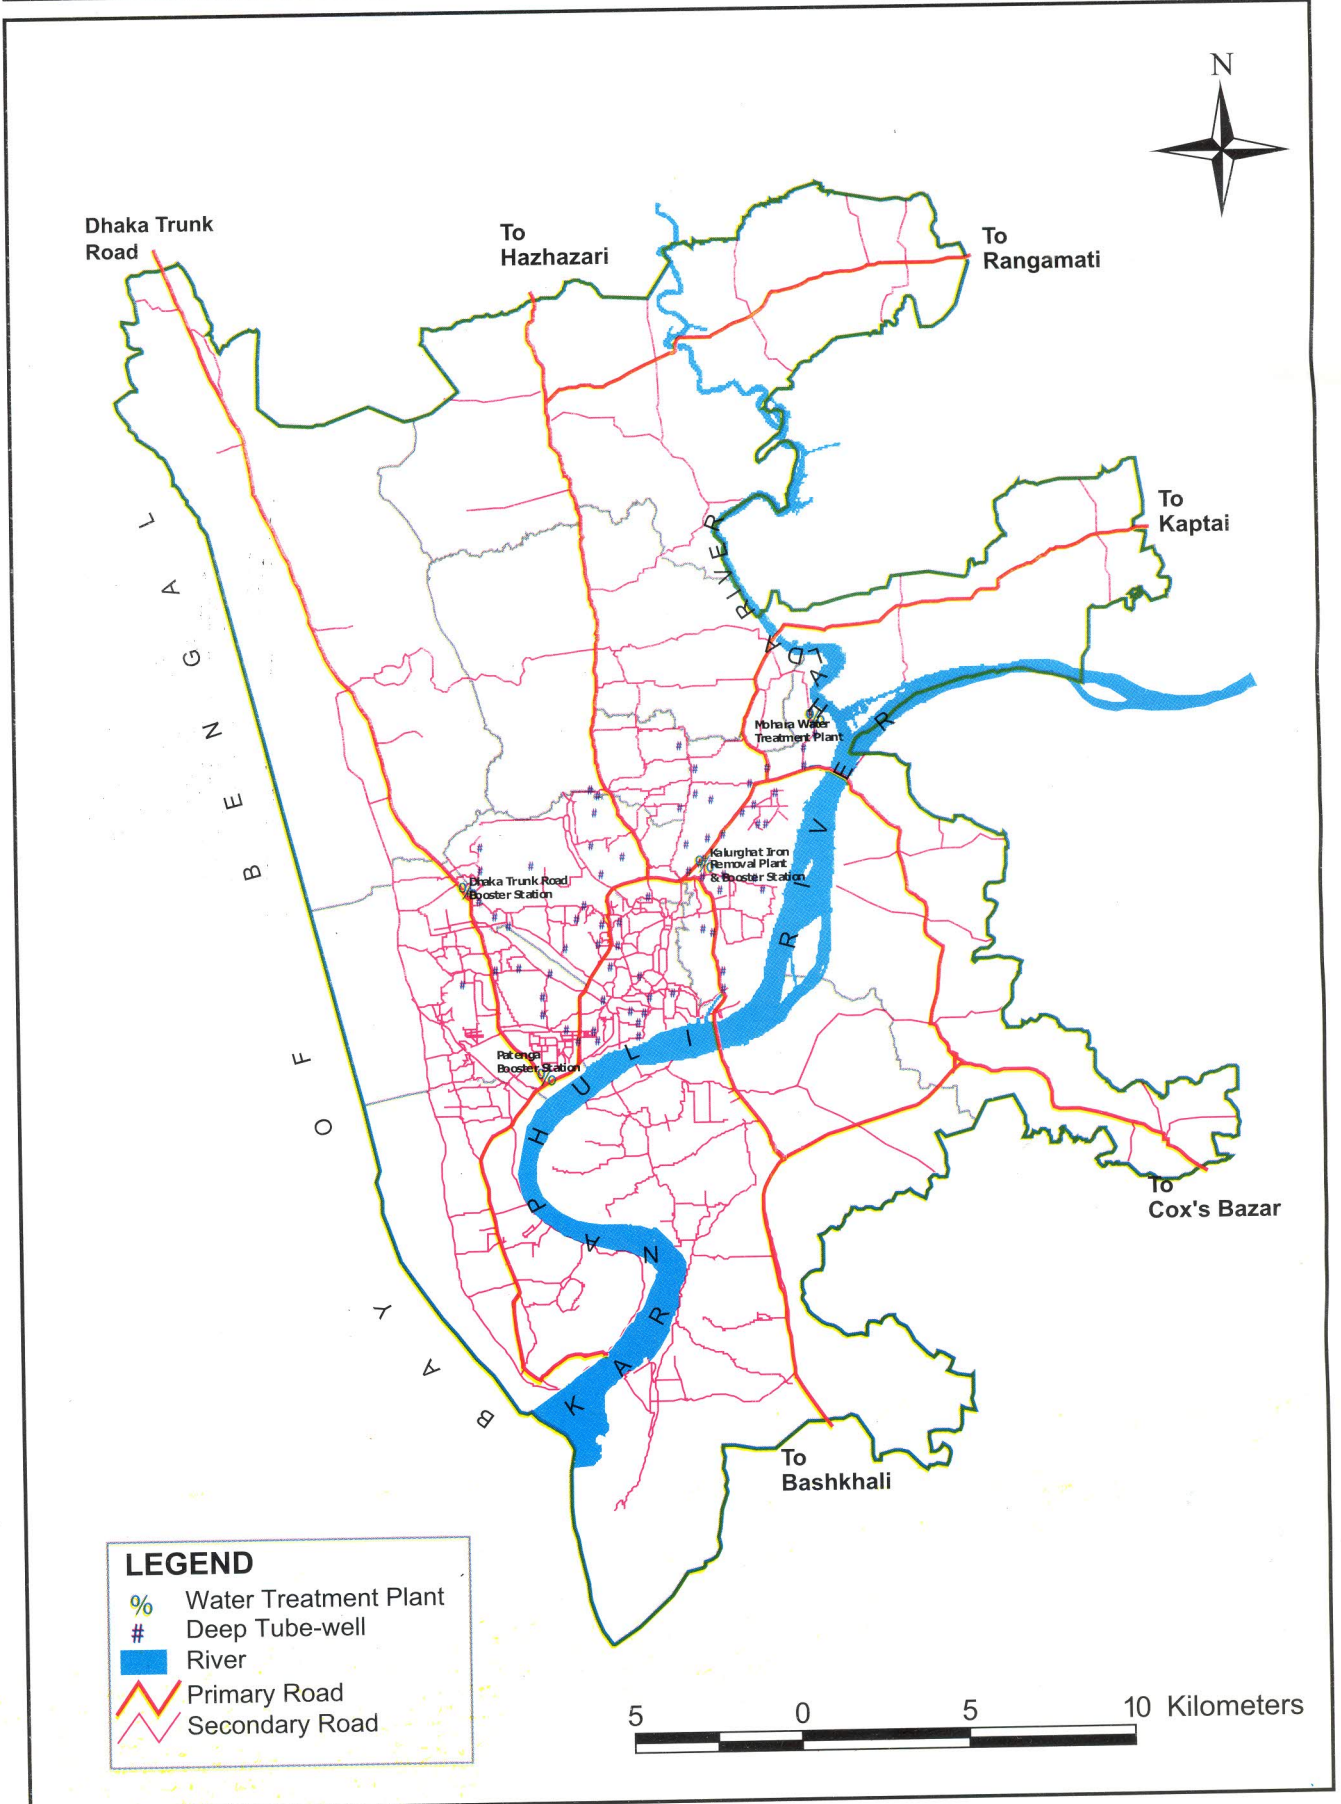 N
Dhaka Trunk
Road
To
Hazhazari
To
Rangamati
To
Kaptai
HALDA RIVER
Mohara Water
Treatment Plant
Kalurghat Iron
Removal Plant
& Booster Station
Dhaka Trunk Road
Booster Station
Patenga
Booster Station
KARNAPHULI RIVER
BAY OF BENGAL
To
Cox's Bazar
To
Bashkhali
LEGEND
% Water Treatment Plant
# Deep Tube-well
River
Primary Road
Secondary Road
5 0 5 10 Kilometers